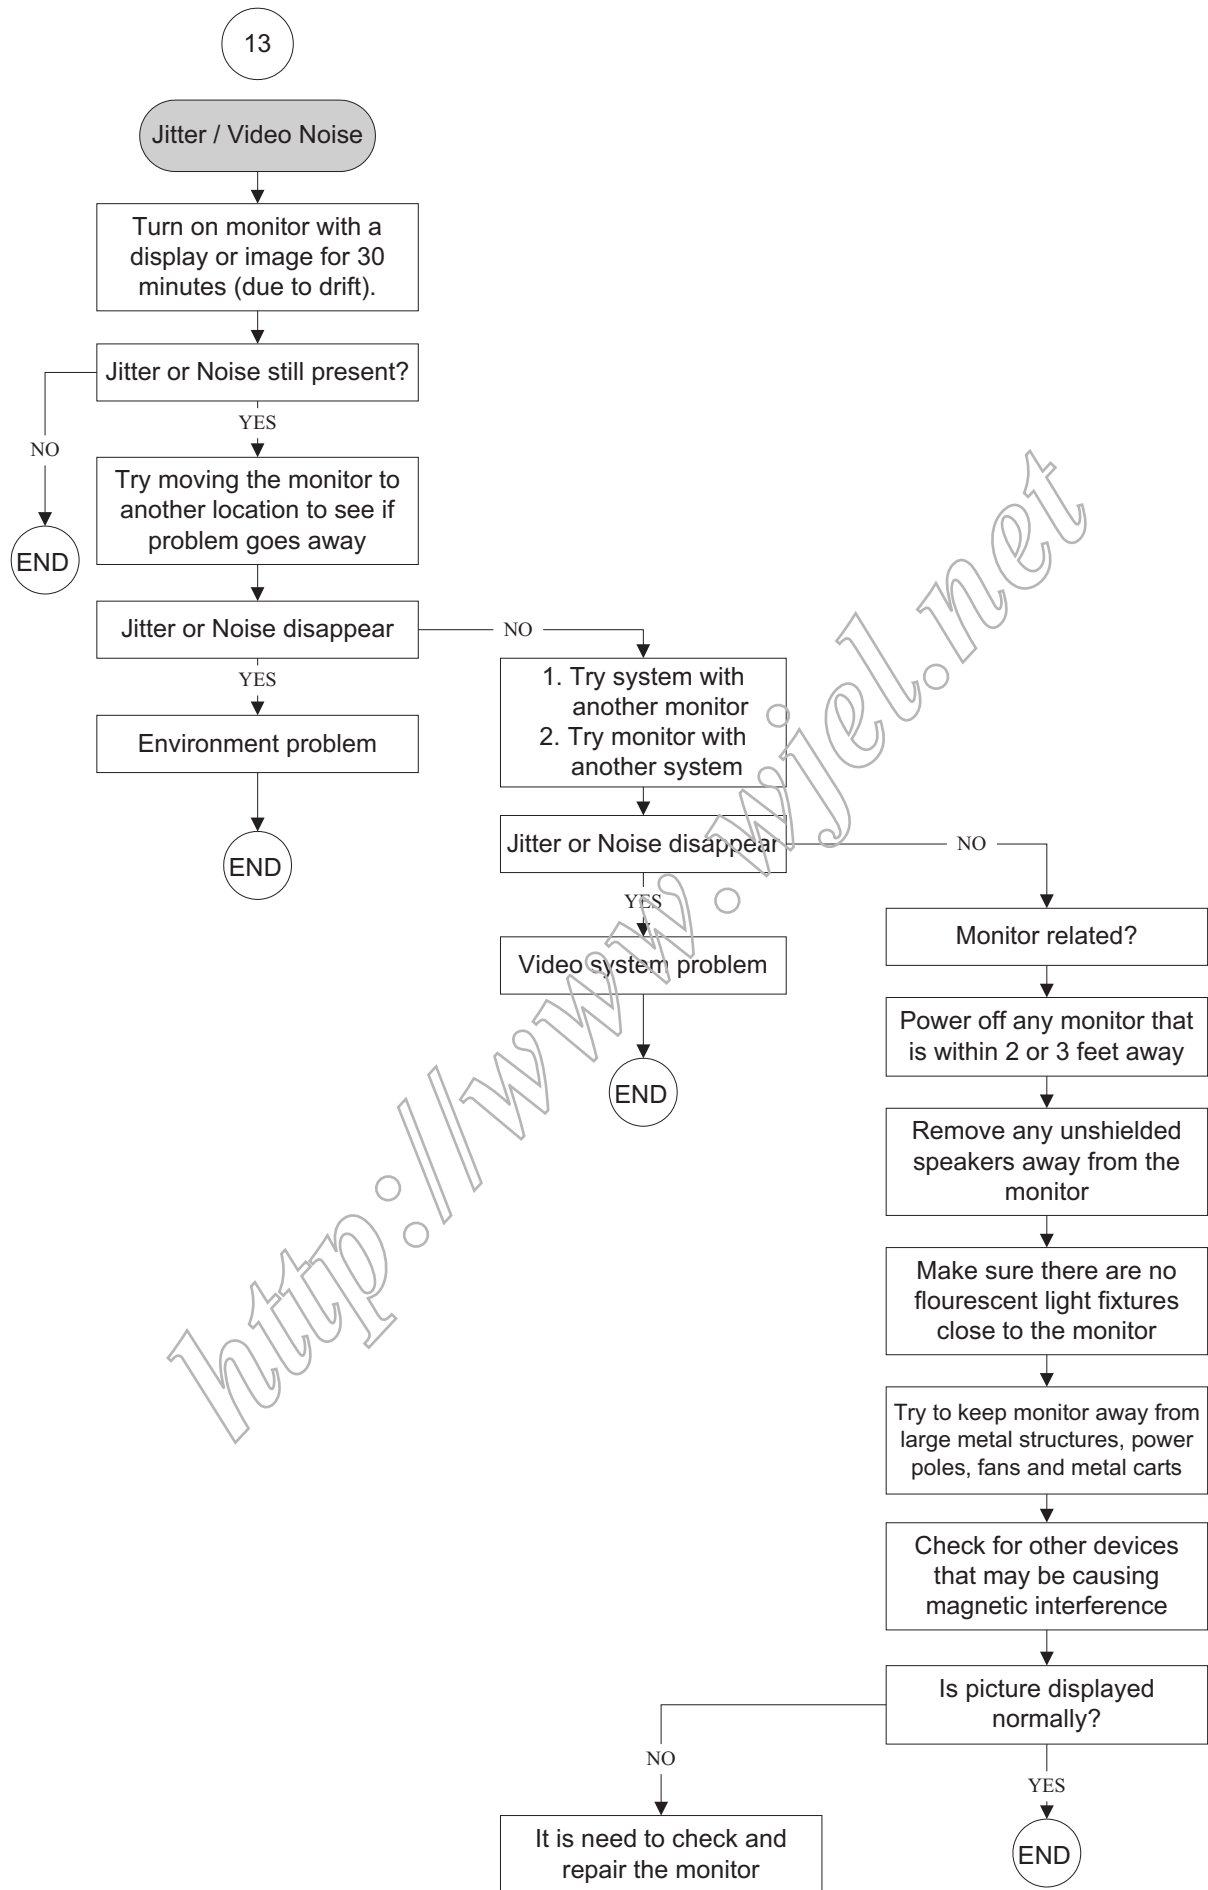 13
Jitter / Video Noise
Turn on monitor with a
display or image for 30
minutes (due to drift).
Jitter or Noise still present?
YES
NO
Try moving the monitor to
another location to see if
problem goes away
END
Jitter or Noise disappear
NO
YES
1. Try system with
another monitor
2. Try monitor with
another system
Environment problem
END
Jitter or Noise disappear
NO
YES
Monitor related?
Video system problem
END
Power off any monitor that
is within 2 or 3 feet away
Remove any unshielded
speakers away from the
monitor
Make sure there are no
flourescent light fixtures
close to the monitor
Try to keep monitor away from
large metal structures, power
poles, fans and metal carts
Check for other devices
that may be causing
magnetic interference
Is picture displayed
normally?
NO
YES
It is need to check and
repair the monitor
END
http://www.wjel.net